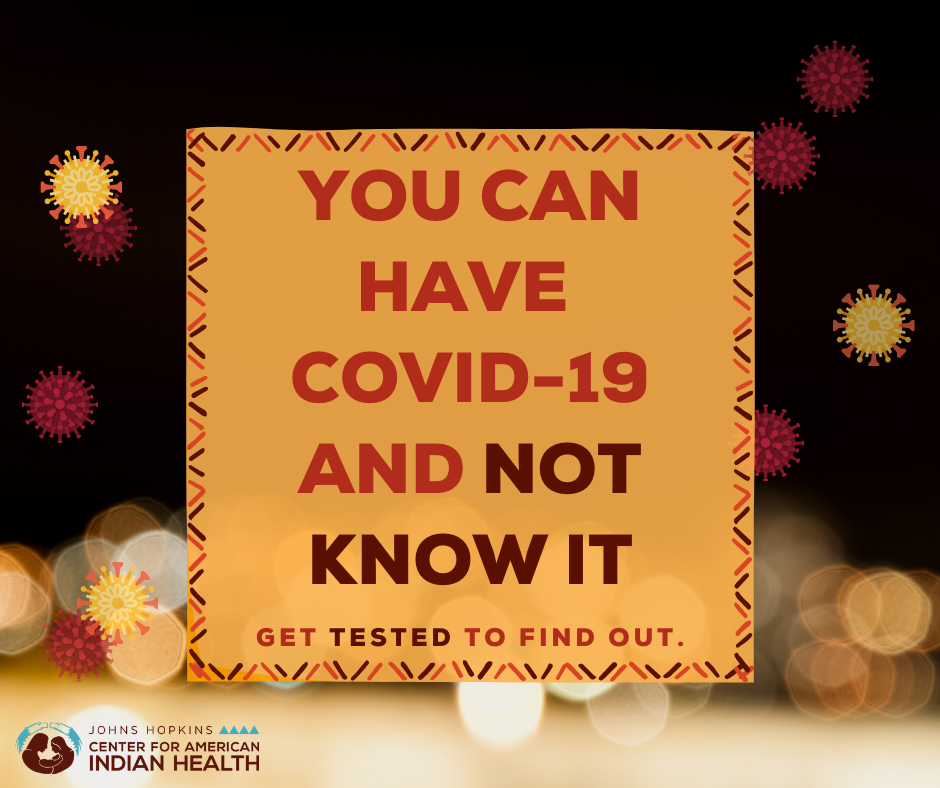 YOU CAN
HAVE
COVID-19
AND NOT
KNOW IT
GET TESTED TO FIND OUT.
JOHNS HOPKINS
CENTER FOR AMERICAN
INDIAN HEALTH